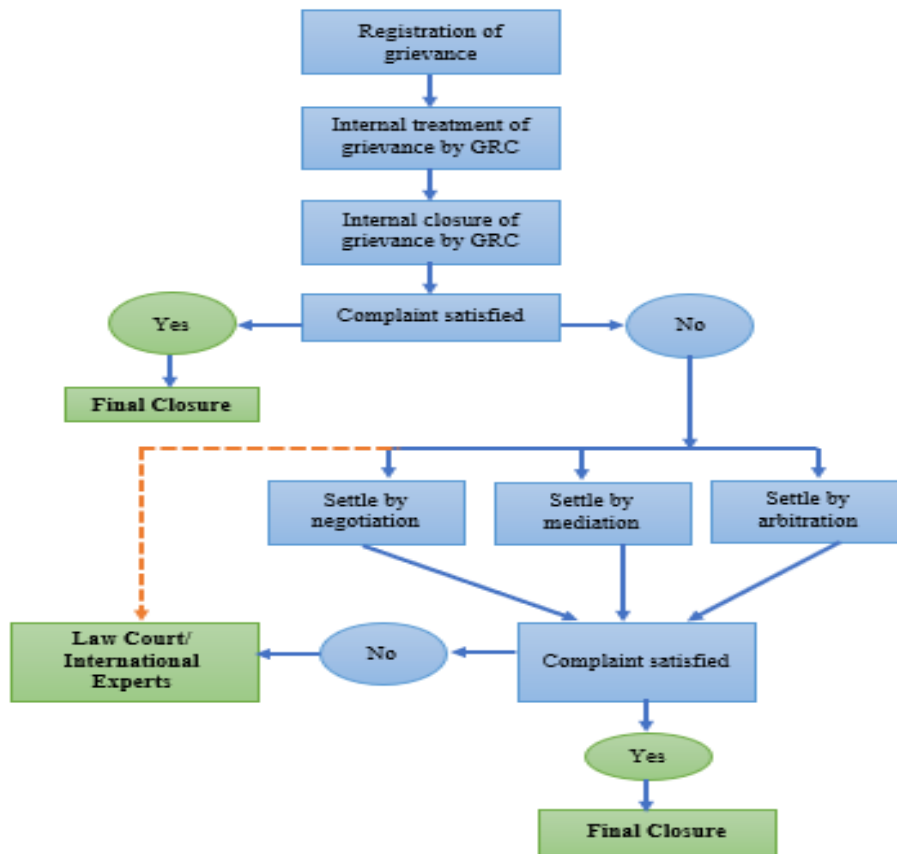 Registration of
grievance
Internal treatment of
grievance by GRC
Internal closure of
grievance by GRC
Complaint satisfied
Yes
No
Final Closure
Settle by
negotiation
Settle by
mediation
Settle by
arbitration
Law Court/
International
Experts
No
Complaint satisfied
Yes
Final Closure